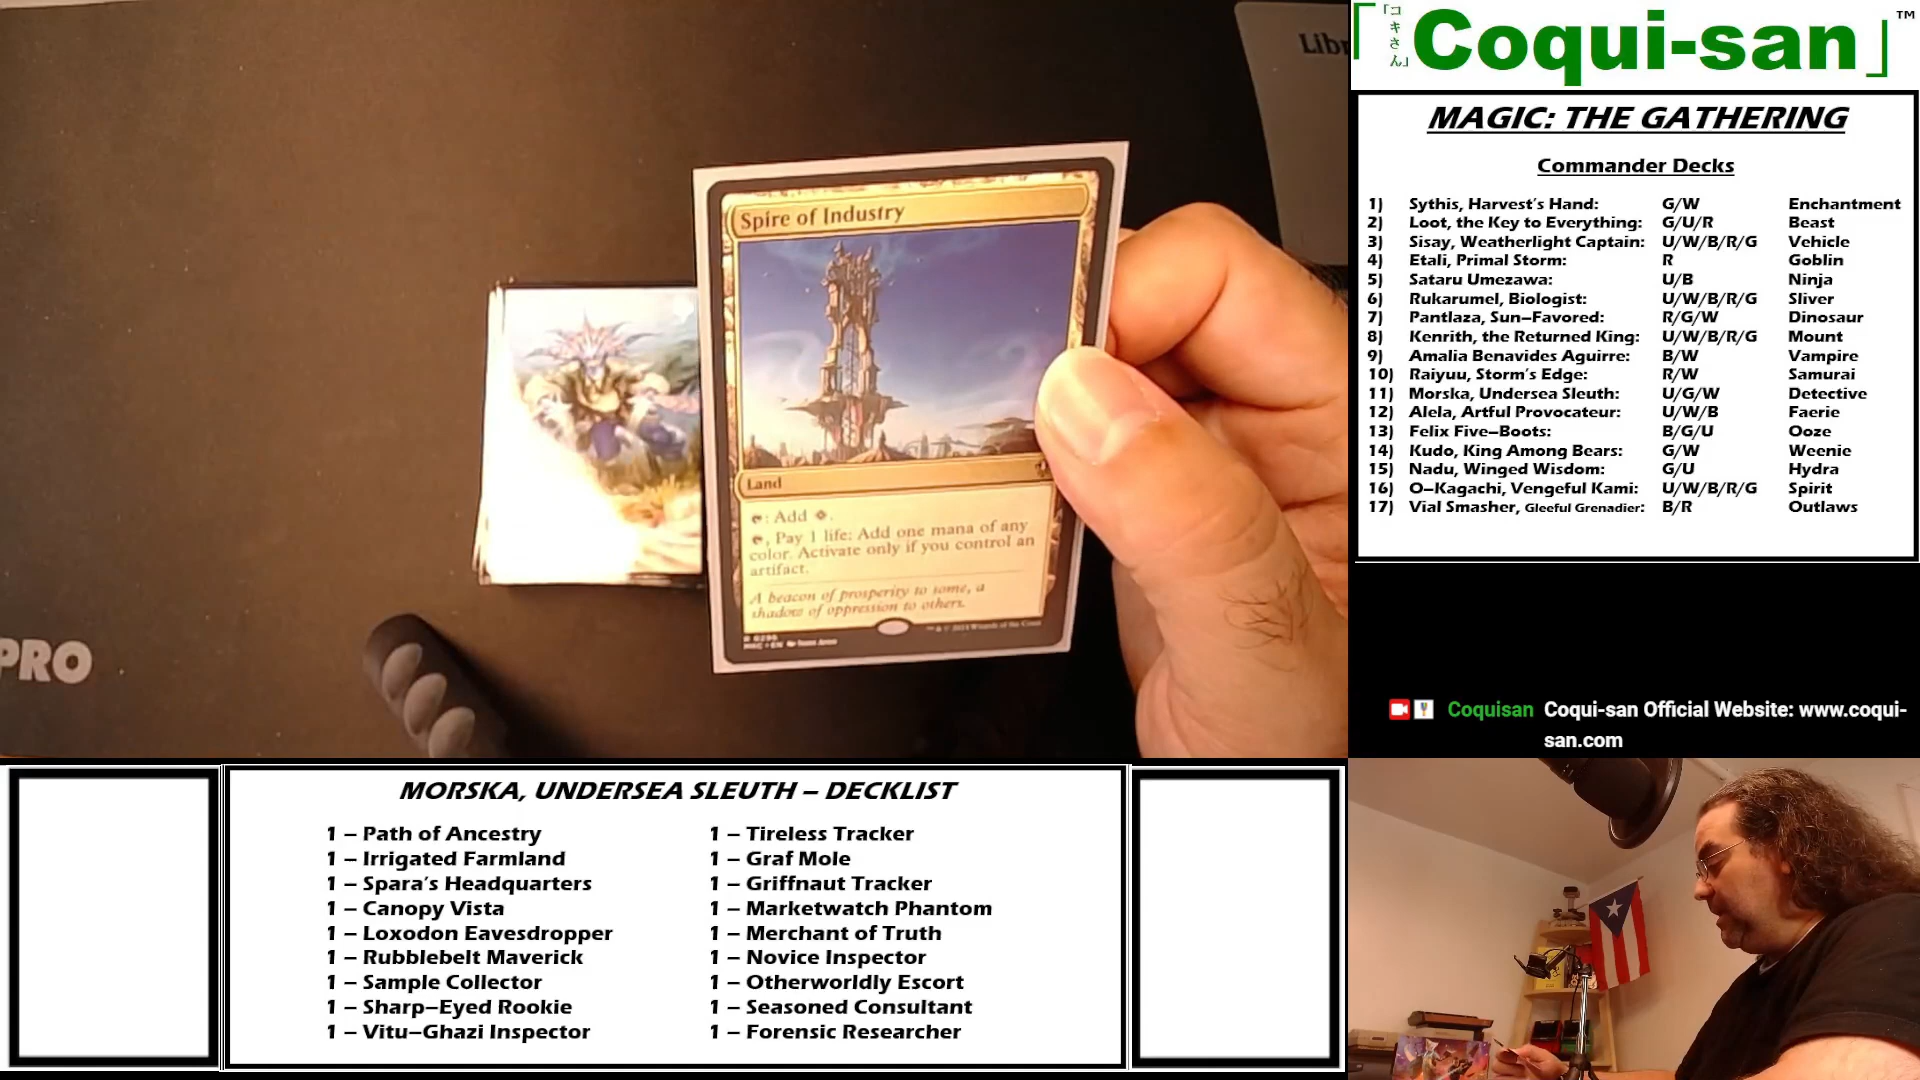 Libr
Spire of Industry
Land
: Add .
, Pay 1 life: Add one mana of any
color. Activate only if you control an
artifact.
A beacon of prosperity to some, a
shadow of oppression to others.
PRO
「コキさん」
「Coqui-san」™
MAGIC: THE GATHERING
Commander Decks
1) Sythis, Harvest's Hand: G/W Enchantment
2) Loot, the Key to Everything: G/U/R Beast
3) Sisay, Weatherlight Captain: U/W/B/R/G Vehicle
4) Etali, Primal Storm: R Goblin
5) Sataru Umezawa: U/B Ninja
6) Rukarumel, Biologist: U/W/B/R/G Sliver
7) Pantlaza, Sun-Favored: R/G/W Dinosaur
8) Kenrith, the Returned King: U/W/B/R/G Mount
9) Amalia Benavides Aguirre: B/W Vampire
10) Raiyuu, Storm's Edge: R/W Samurai
11) Morska, Undersea Sleuth: U/G/W Detective
12) Alela, Artful Provocateur: U/W/B Faerie
13) Felix Five-Boots: B/G/U Ooze
14) Kudo, King Among Bears: G/W Weenie
15) Nadu, Winged Wisdom: G/U Hydra
16) O-Kagachi, Vengeful Kami: U/W/B/R/G Spirit
17) Vial Smasher, Gleeful Grenadier: B/R Outlaws
Coquisan Coqui-san Official Website: www.coqui-
san.com
MORSKA, UNDERSEA SLEUTH – DECKLIST
1 – Path of Ancestry
1 – Irrigated Farmland
1 – Spara's Headquarters
1 – Canopy Vista
1 – Loxodon Eavesdropper
1 – Rubblebelt Maverick
1 – Sample Collector
1 – Sharp-Eyed Rookie
1 – Vitu-Ghazi Inspector
1 – Tireless Tracker
1 – Graf Mole
1 – Griffnaut Tracker
1 – Marketwatch Phantom
1 – Merchant of Truth
1 – Novice Inspector
1 – Otherworldly Escort
1 – Seasoned Consultant
1 – Forensic Researcher